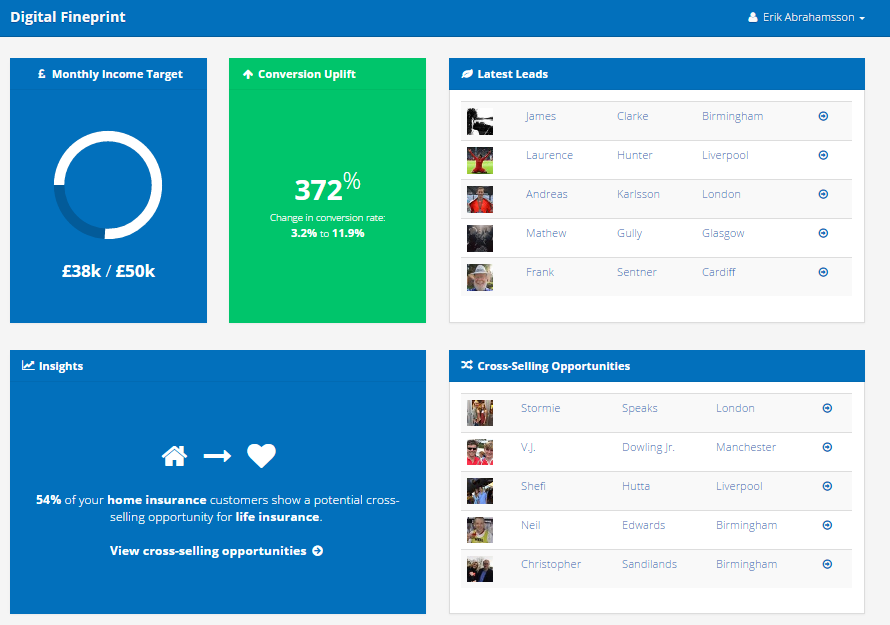 Digital Fineprint
Erik Abrahamsson
£ Monthly Income Target
£38k / £50k
Conversion Uplift
372%
Change in conversion rate:
3.2% to 11.9%
Latest Leads
James Clarke Birmingham
Laurence Hunter Liverpool
Andreas Karlsson London
Mathew Gully Glasgow
Frank Sentner Cardiff
Insights
54% of your home insurance customers show a potential cross-
selling opportunity for life insurance.
View cross-selling opportunities
Cross-Selling Opportunities
Stormie Speaks London
V.J. Dowling Jr. Manchester
Shefi Hutta Liverpool
Neil Edwards Birmingham
Christopher Sandilands Birmingham